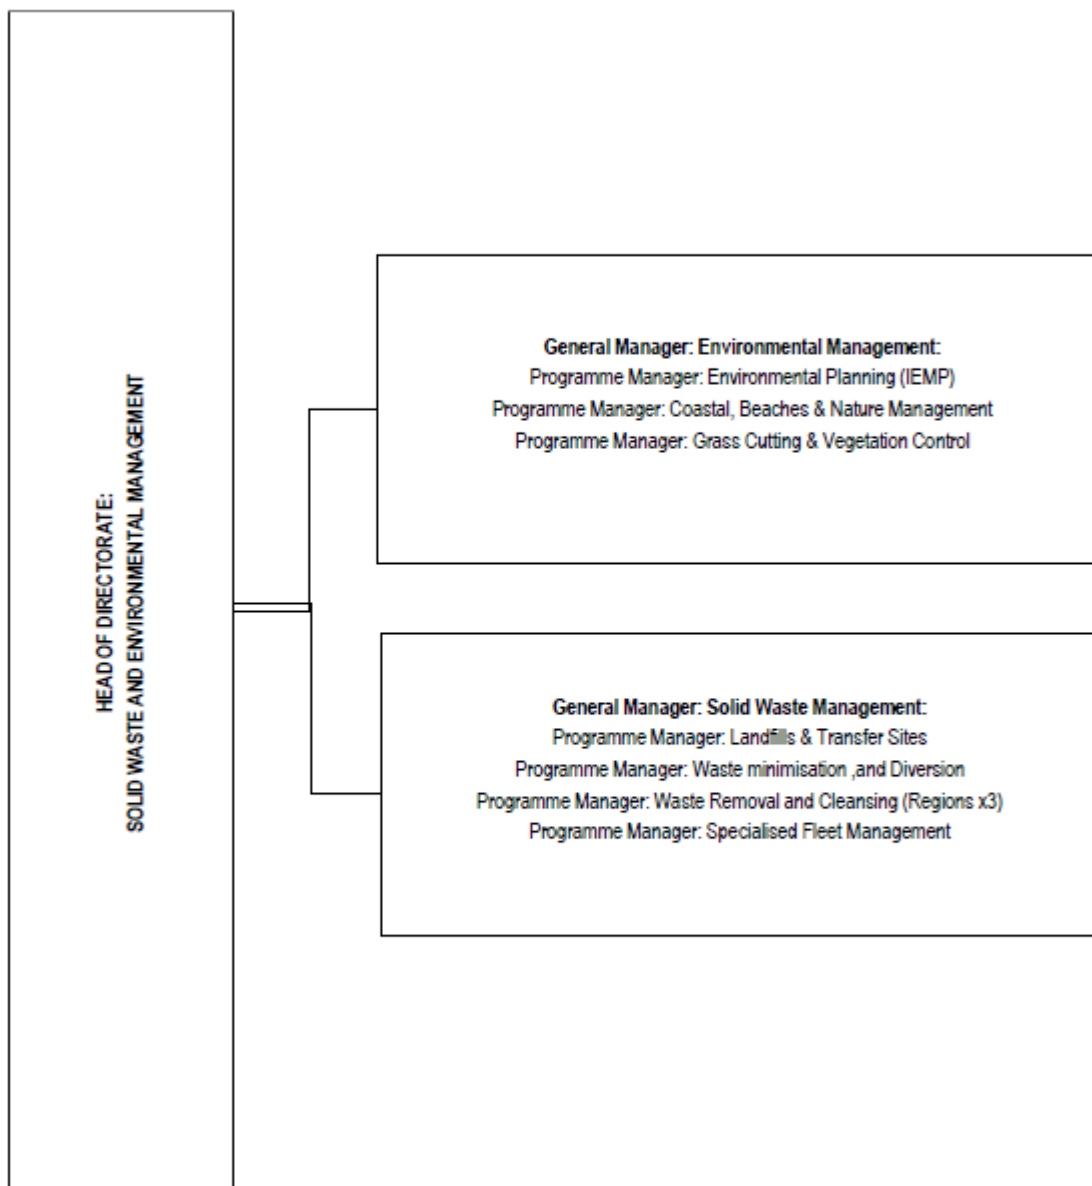 HEAD OF DIRECTORATE:
SOLID WASTE AND ENVIRONMENTAL MANAGEMENT
General Manager: Environmental Management:
Programme Manager: Environmental Planning (IEMP)
Programme Manager: Coastal, Beaches & Nature Management
Programme Manager: Grass Cutting & Vegetation Control
General Manager: Solid Waste Management:
Programme Manager: Landfills & Transfer Sites
Programme Manager: Waste minimisation ,and Diversion
Programme Manager: Waste Removal and Cleansing (Regions x3)
Programme Manager: Specialised Fleet Management